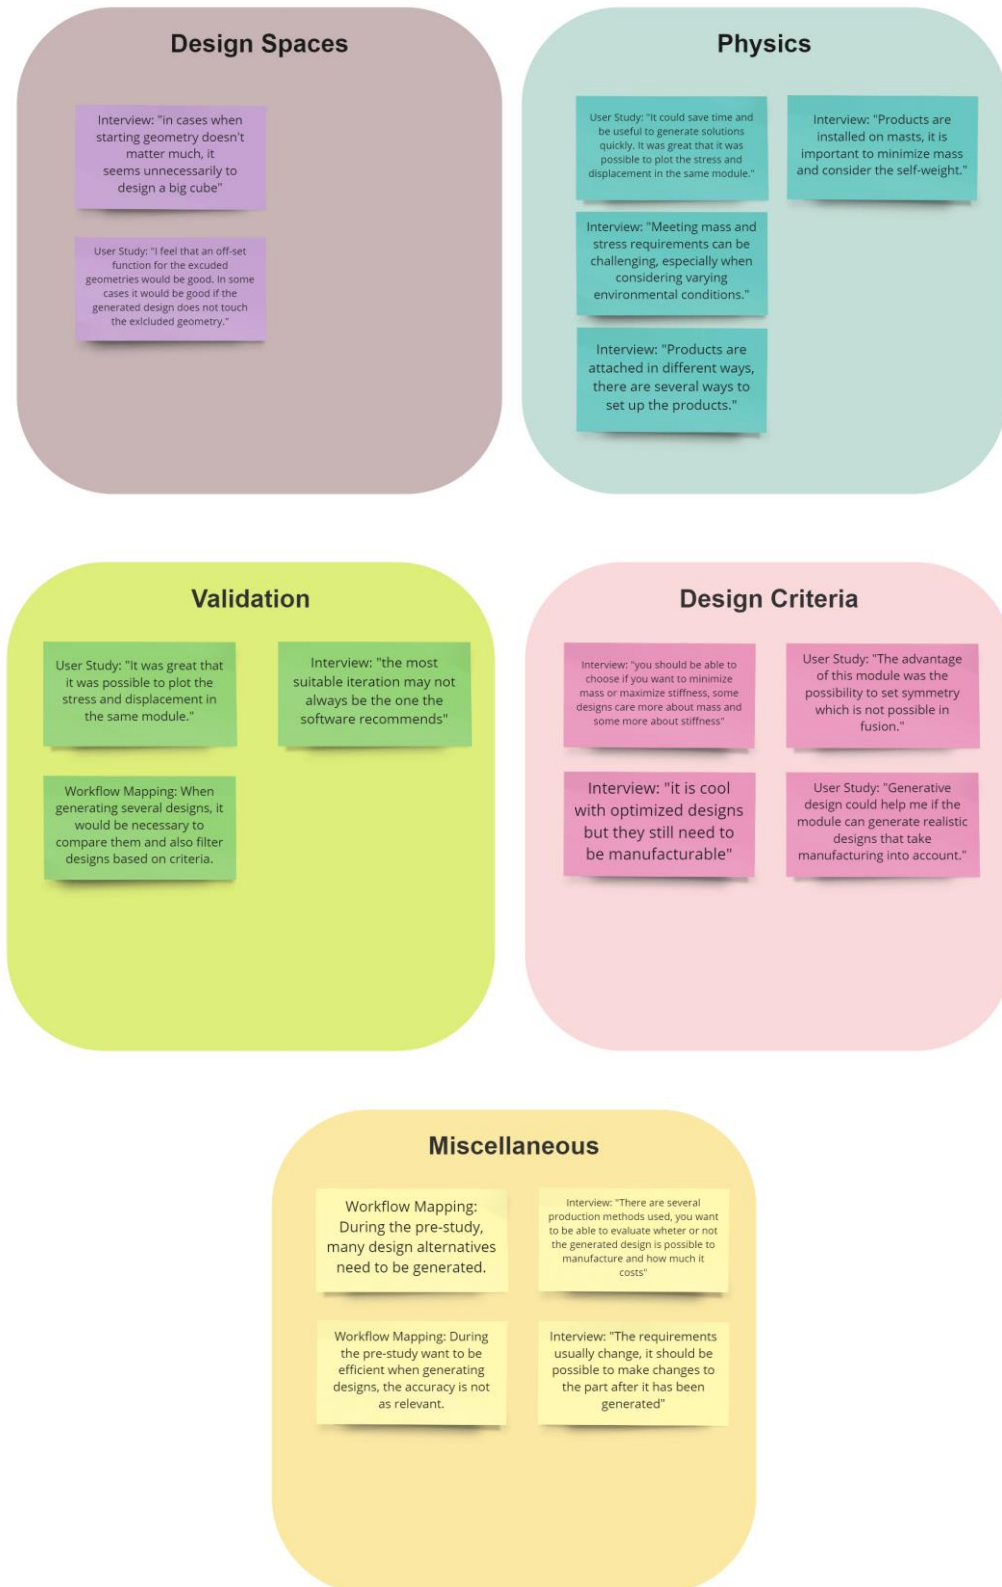 Design Spaces
Interview: "in cases when
starting geometry doesn't
matter much, it
seems unnecessarily to
design a big cube"
User Study: "I feel that an off-set
function for the excuded
geometries would be good. In some
cases it would be good if the
generated design does not touch
the exlcluded geometry."
Physics
User Study: "It could save time and
be useful to generate solutions
quickly. It was great that it was
possible to plot the stress and
displacement in the same module."
Interview: "Products are
installed on masts, it is
important to minimize mass
and consider the self-weight."
Interview: "Meeting mass and
stress requirements can be
challenging, especially when
considering varying
environmental conditions."
Interview: "Products are
attached in different ways,
there are several ways to
set up the products."
Validation
User Study: "It was great that
it was possible to plot the
stress and displacement in
the same module."
Interview: "the most
suitable iteration may not
always be the one the
software recommends"
Workflow Mapping: When
generating several designs, it
would be necessary to
compare them and also filter
designs based on criteria.
Design Criteria
Interview: "you should be able to
choose if you want to minimize
mass or maximize stiffness, some
designs care more about mass and
some more about stiffness"
User Study: "The advantage
of this module was the
possibility to set symmetry
which is not possible in
fusion."
Interview: "it is cool
with optimized designs
but they still need to
be manufacturable"
User Study: "Generative
design could help me if the
module can generate realistic
designs that take
manufacturing into account."
Miscellaneous
Workflow Mapping:
During the pre-study,
many design alternatives
need to be generated.
Interview: "There are several
production methods used, you want
to be able to evaluate wheter or not
the generated design is possible to
manufacture and how much it
costs"
Workflow Mapping: During
the pre-study want to be
efficient when generating
designs, the accuracy is not
as relevant.
Interview: "The requirements
usually change, it should be
possible to make changes to
the part after it has been
generated"